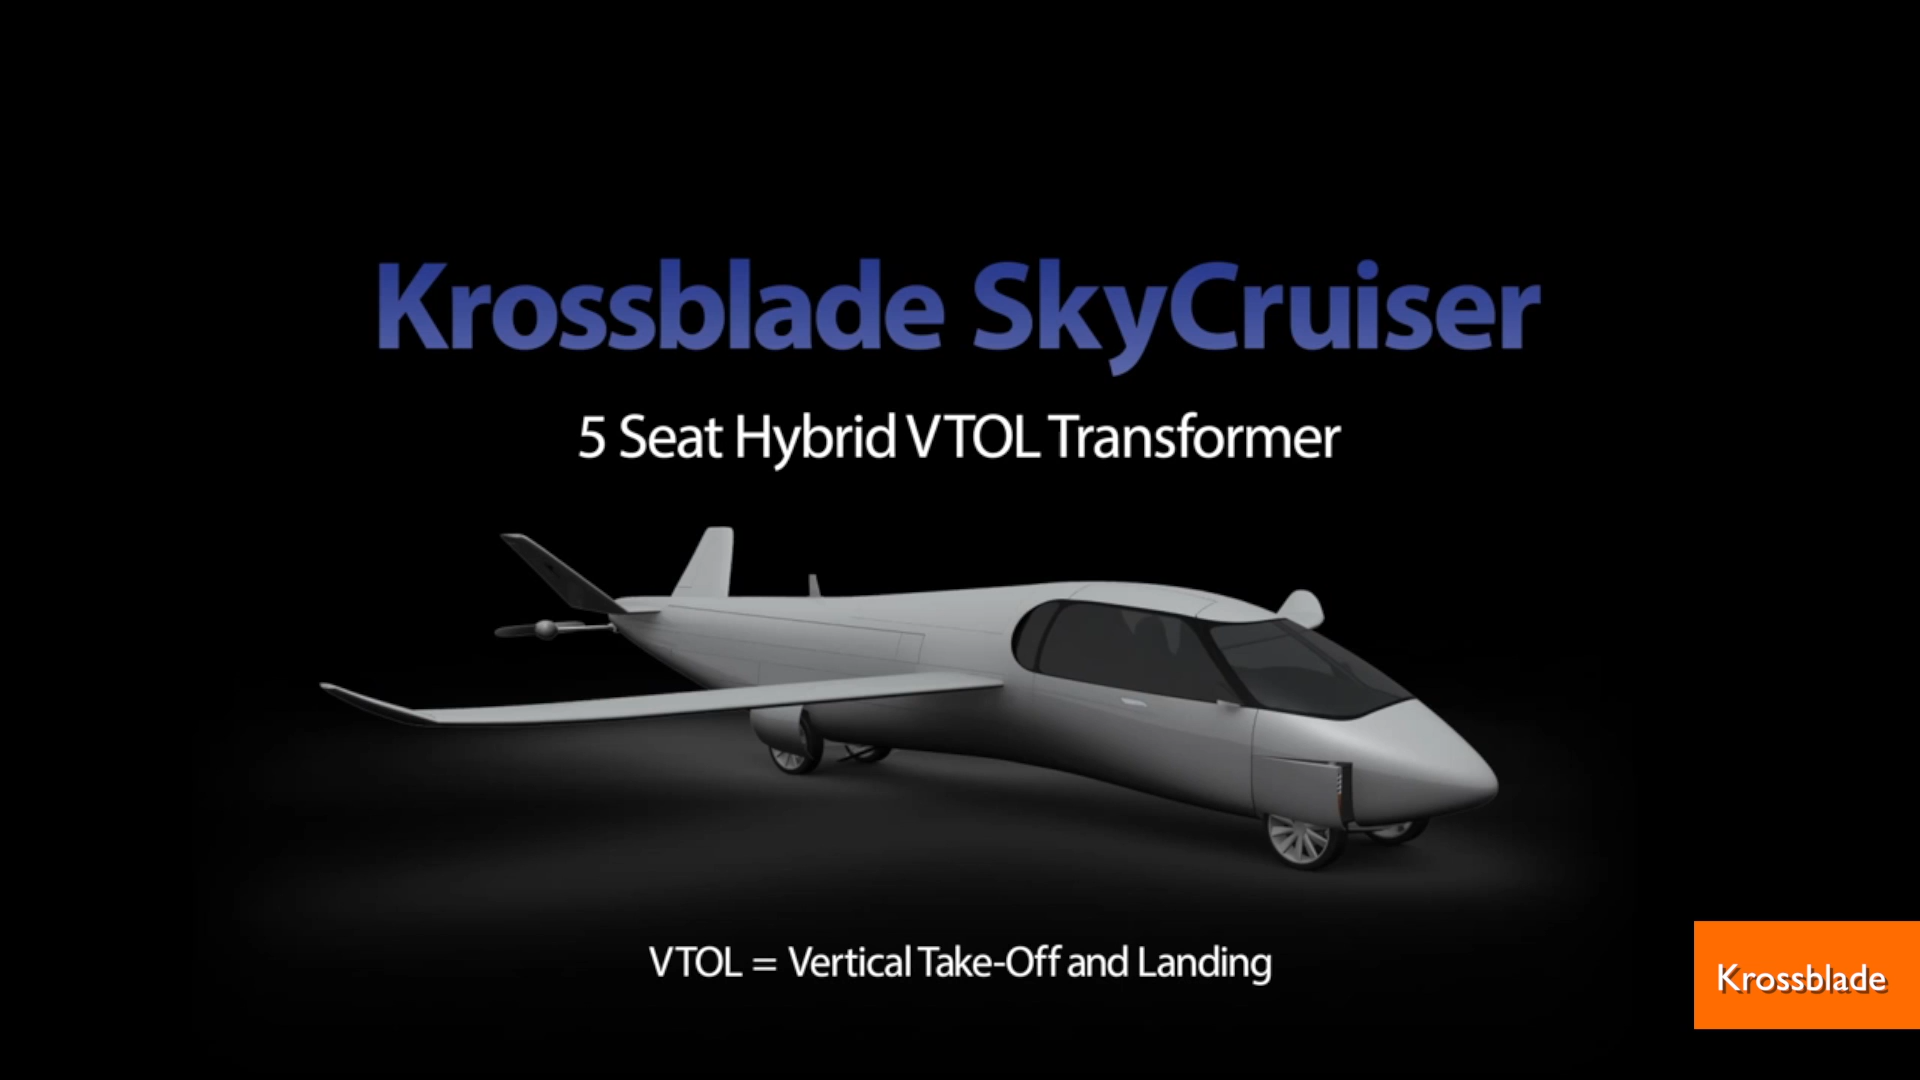 Krossblade SkyCruiser
5 Seat Hybrid VTOL Transformer
VTOL = Vertical Take-Off and Landing
Krossblade